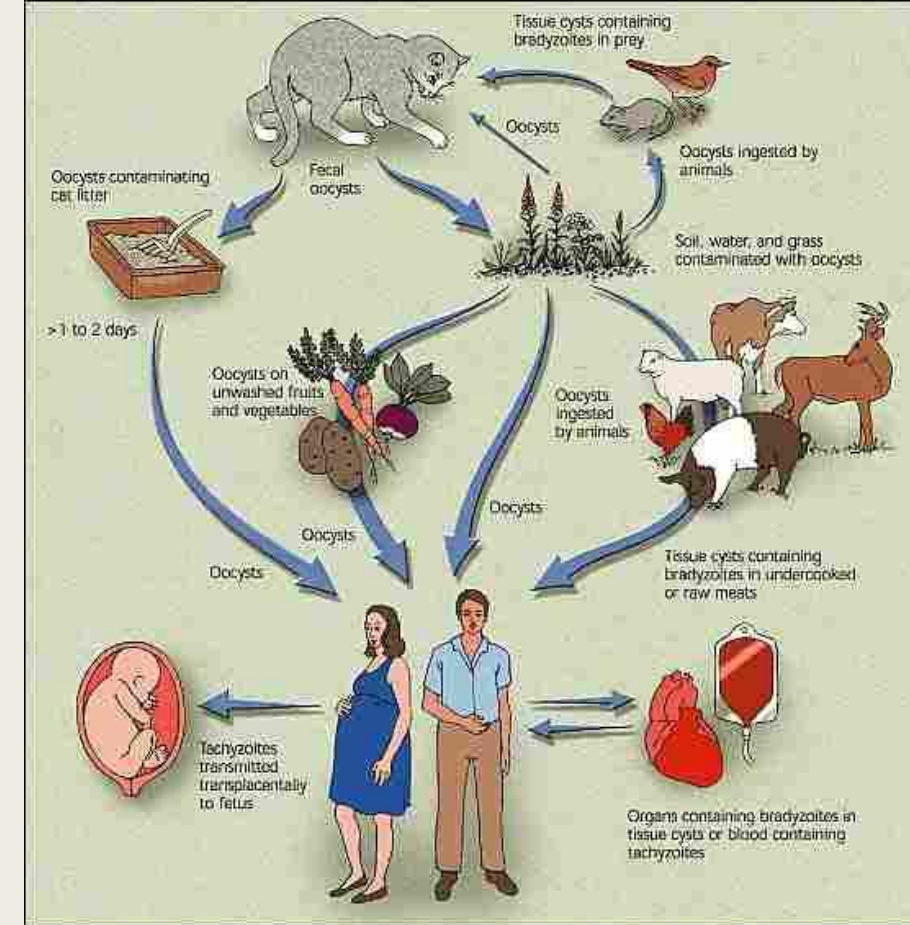 Tissue cysts containing
bradyzoites in prey
Oocysts
Oocysts ingested by
animals
Oocysts contaminating
cat litter
Fecal
oocysts
Soil, water, and grass
contaminated with oocysts
>1 to 2 days
Oocysts on
unwashed fruits
and vegetables
Oocysts
ingested
by animals
Oocysts
Oocysts
Oocysts
Tissue cysts containing
bradyzoites in undercooked
or raw meats
Tachyzoites
transmitted
transplacentally
to fetus
Organs containing bradyzoites in
tissue cysts or blood containing
tachyzoites